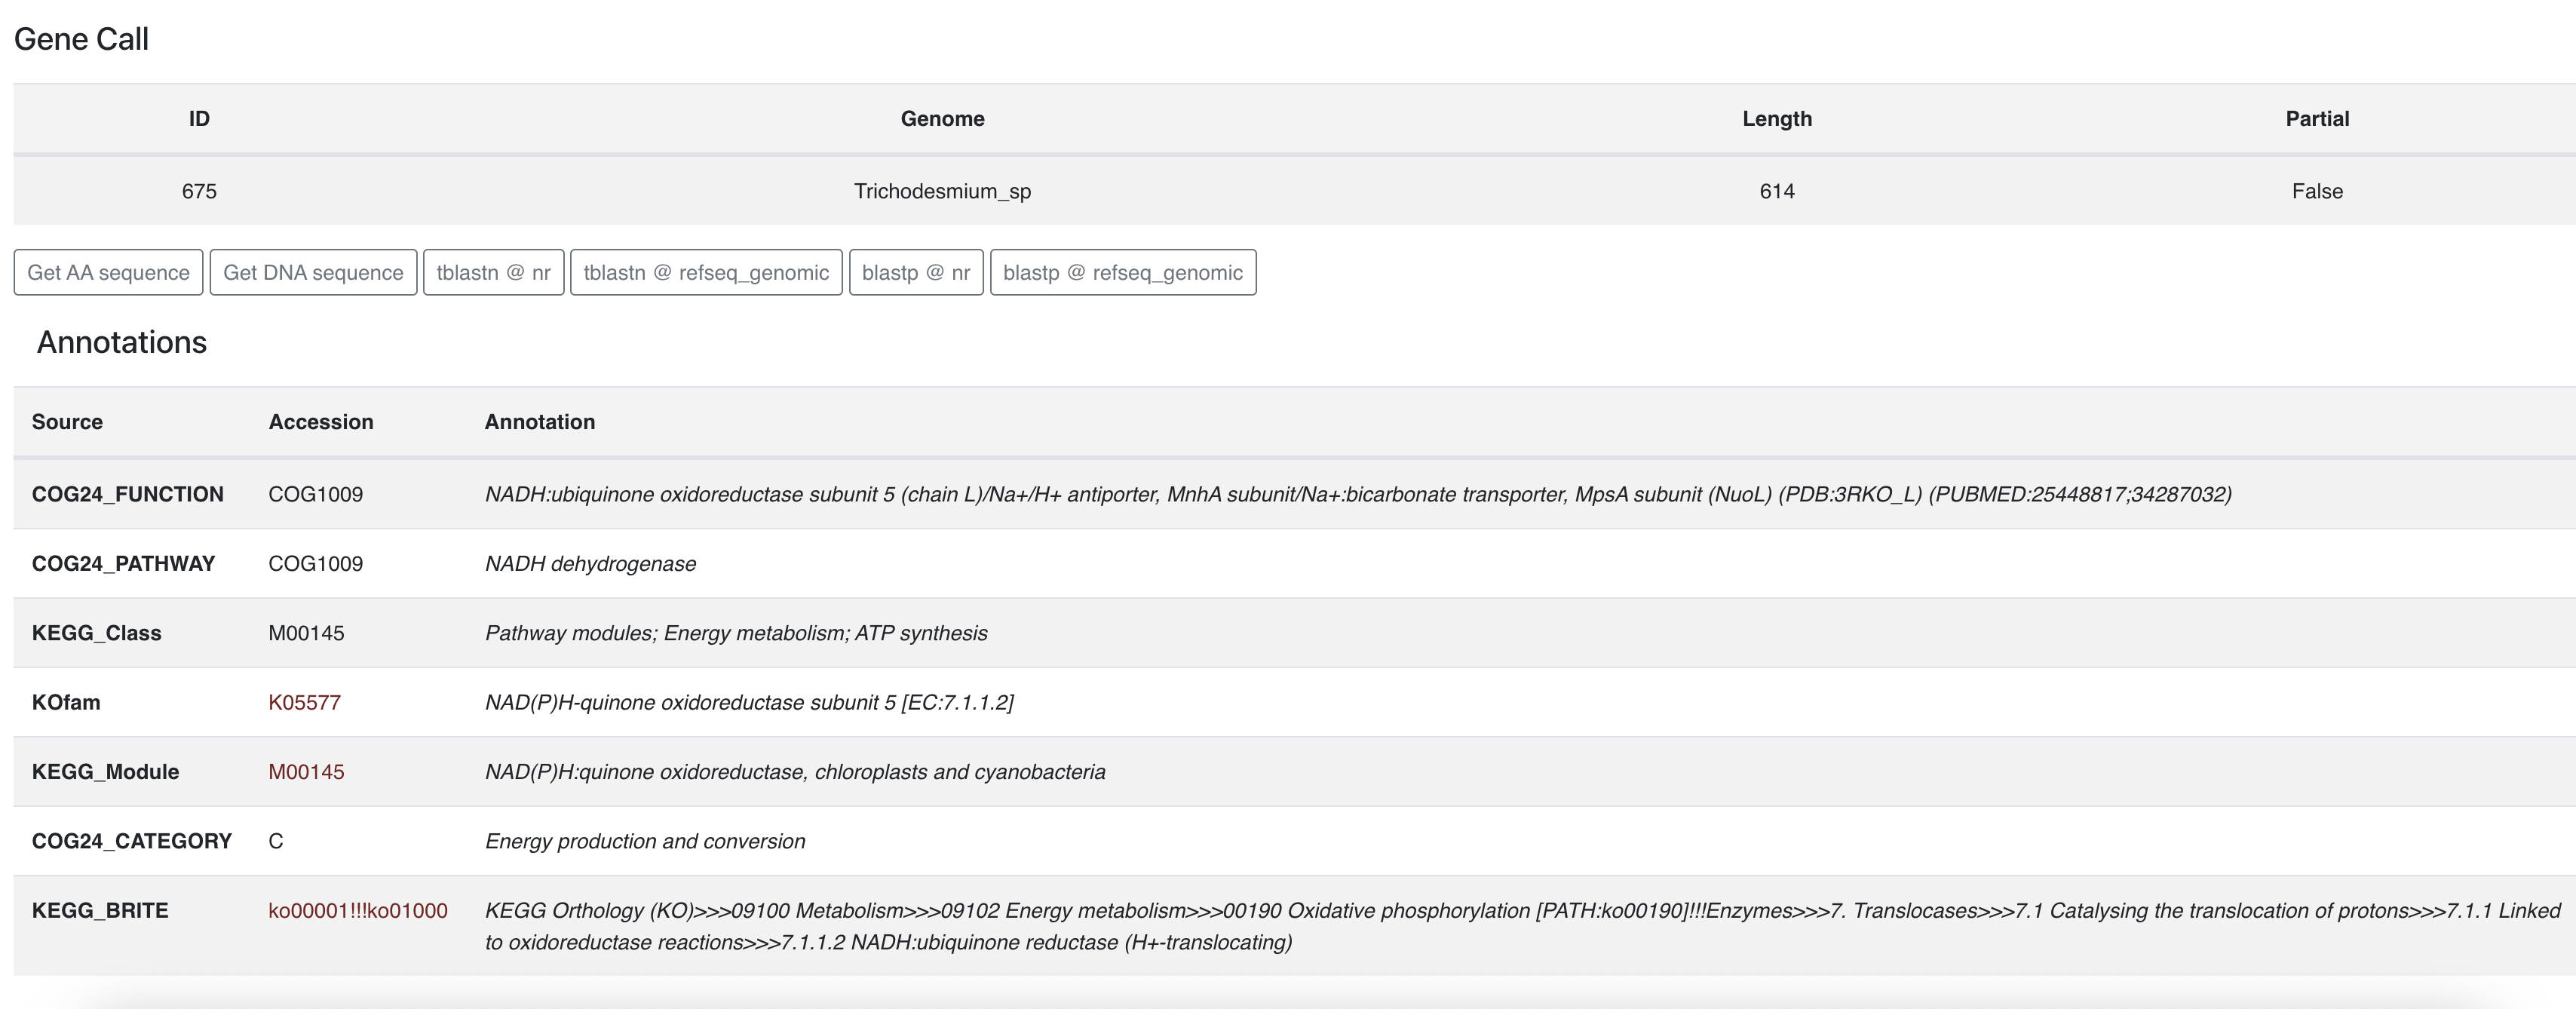 Gene Call
ID Genome Length Partial
675 Trichodesmium_sp 614 False
Get AA sequence Get DNA sequence tblastn @ nr tblastn @ refseq_genomic blastp @ nr blastp @ refseq_genomic
Annotations
Source Accession Annotation
COG24_FUNCTION COG1009 NADH:ubiquinone oxidoreductase subunit 5 (chain L)/Na+/H+ antiporter, MnhA subunit/Na+:bicarbonate transporter, MpsA subunit (NuoL) (PDB:3RKO_L) (PUBMED:25448817;34287032)
COG24_PATHWAY COG1009 NADH dehydrogenase
KEGG_Class M00145 Pathway modules; Energy metabolism; ATP synthesis
KOfam K05577 NAD(P)H-quinone oxidoreductase subunit 5 [EC:7.1.1.2]
KEGG_Module M00145 NAD(P)H:quinone oxidoreductase, chloroplasts and cyanobacteria
COG24_CATEGORY C Energy production and conversion
KEGG_BRITE ko00001!!!ko01000 KEGG Orthology (KO)>>>09100 Metabolism>>>09102 Energy metabolism>>>00190 Oxidative phosphorylation [PATH:ko00190]!!!Enzymes>>>7. Translocases>>>7.1 Catalysing the translocation of protons>>>7.1.1 Linked
to oxidoreductase reactions>>>7.1.1.2 NADH:ubiquinone reductase (H+-translocating)